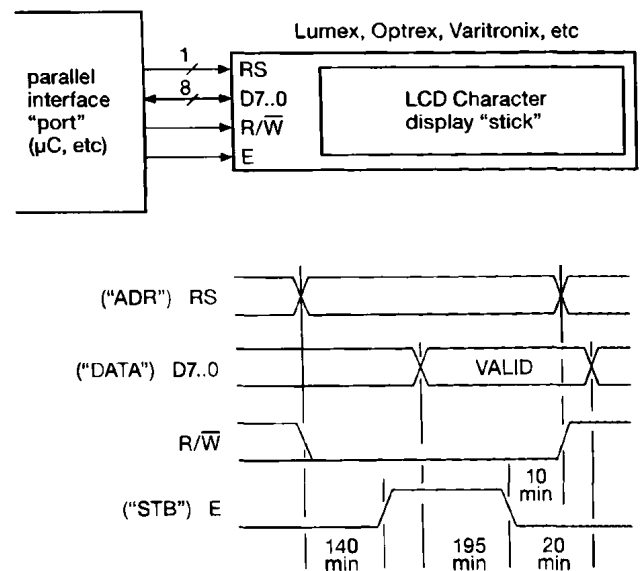 Lumex, Optrex, Varitronix, etc
parallel
interface
“port”
(µC, etc)
1
8
RS
D7..0
R/W̅
E
LCD Character
display “stick”
(“ADR”) RS
(“DATA”) D7..0
VALID
R/W̅
10
min
(“STB”) E
140
min
195
min
20
min